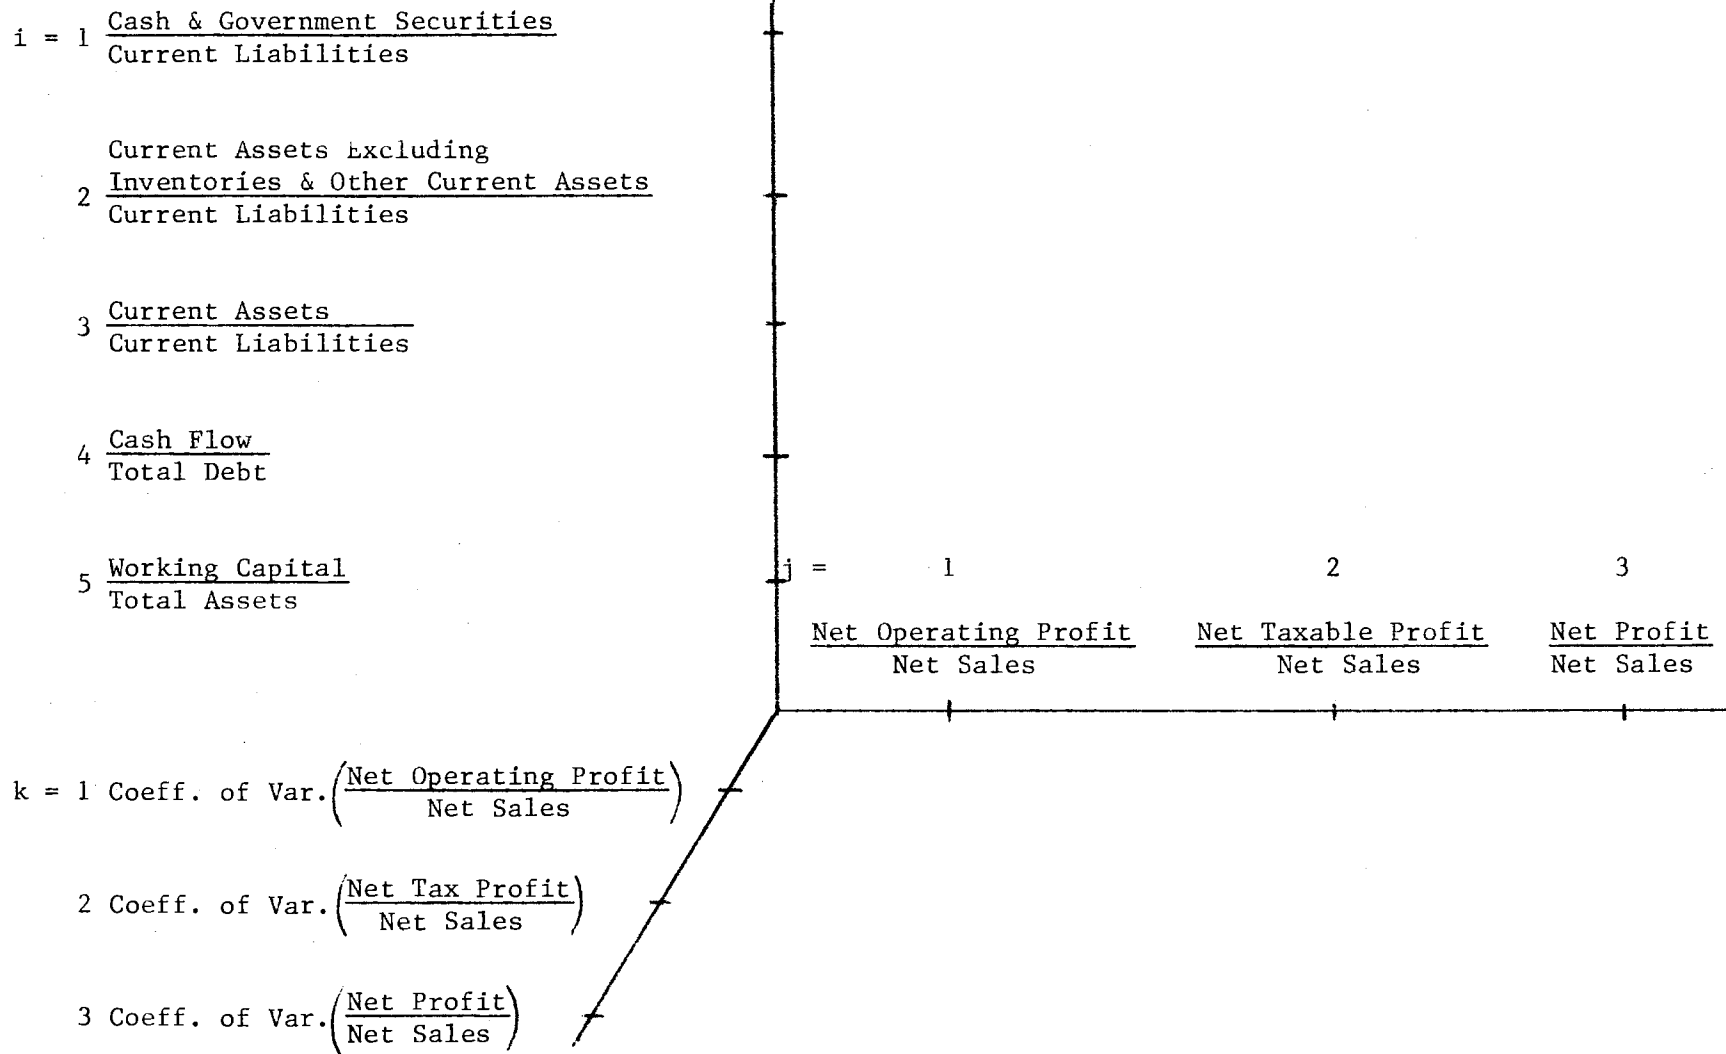 i = 1 Cash & Government Securities
Current Liabilities
Current Assets Excluding
2 Inventories & Other Current Assets
Current Liabilities
3 Current Assets
Current Liabilities
4 Cash Flow
Total Debt
5 Working Capital
Total Assets
j = 1 2 3
Net Operating Profit Net Taxable Profit Net Profit
Net Sales Net Sales Net Sales
k = 1 Coeff. of Var. (Net Operating Profit
Net Sales)
2 Coeff. of Var. (Net Tax Profit
Net Sales)
3 Coeff. of Var. (Net Profit
Net Sales)